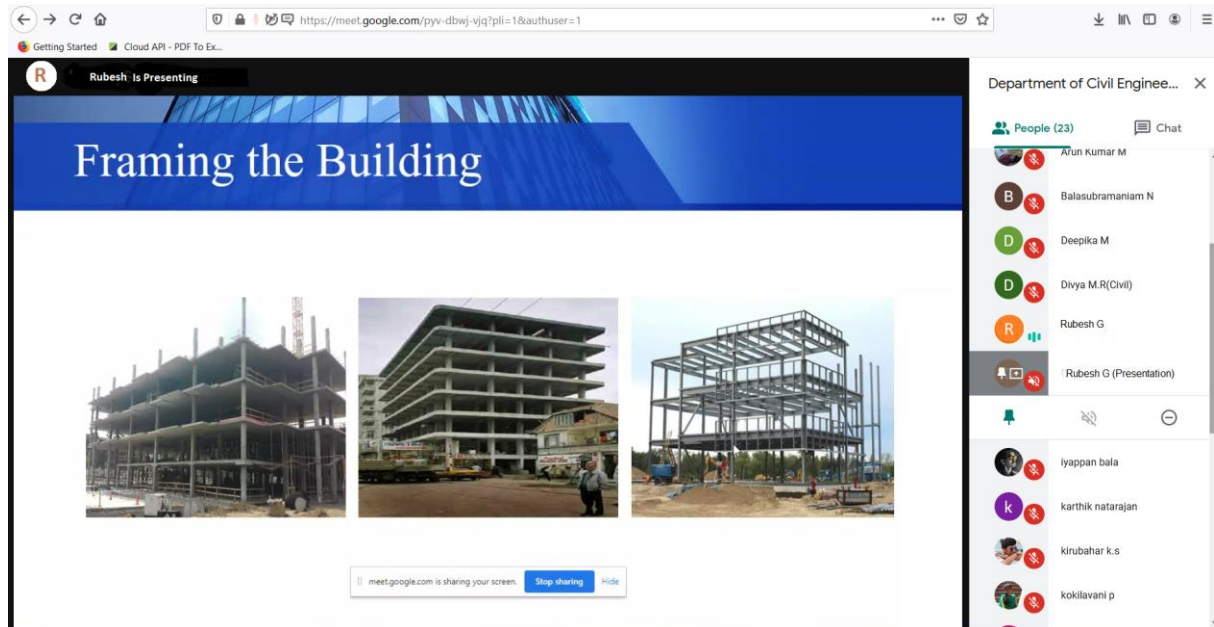 https://meet.google.com/pyv-dbwj-vjq?pli=1&authuser=1
Getting Started
Cloud API - PDF To Ex...
R
Rubesh Is Presenting
Framing the Building
meet.google.com is sharing your screen.
Stop sharing
Hide
Department of Civil Enginee...
People (23)
Chat
Arun Kumar M
B
Balasubramaniam N
D
Deepika M
D
Divya M.R(Civil)
R
Rubesh G
Rubesh G (Presentation)
iyappan bala
k
karthik natarajan
kirubahar k.s
kokilavani p